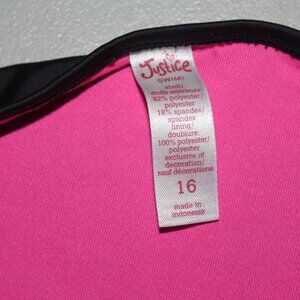 Justice
SWIM!
shell/
étoffe extérieure:
82% polyester/
polyester
18% spandex/
spandex
lining/
doublure:
100% polyester/
polyester
exclusive of
decoration/
sauf décorations
16
made in
indonesia